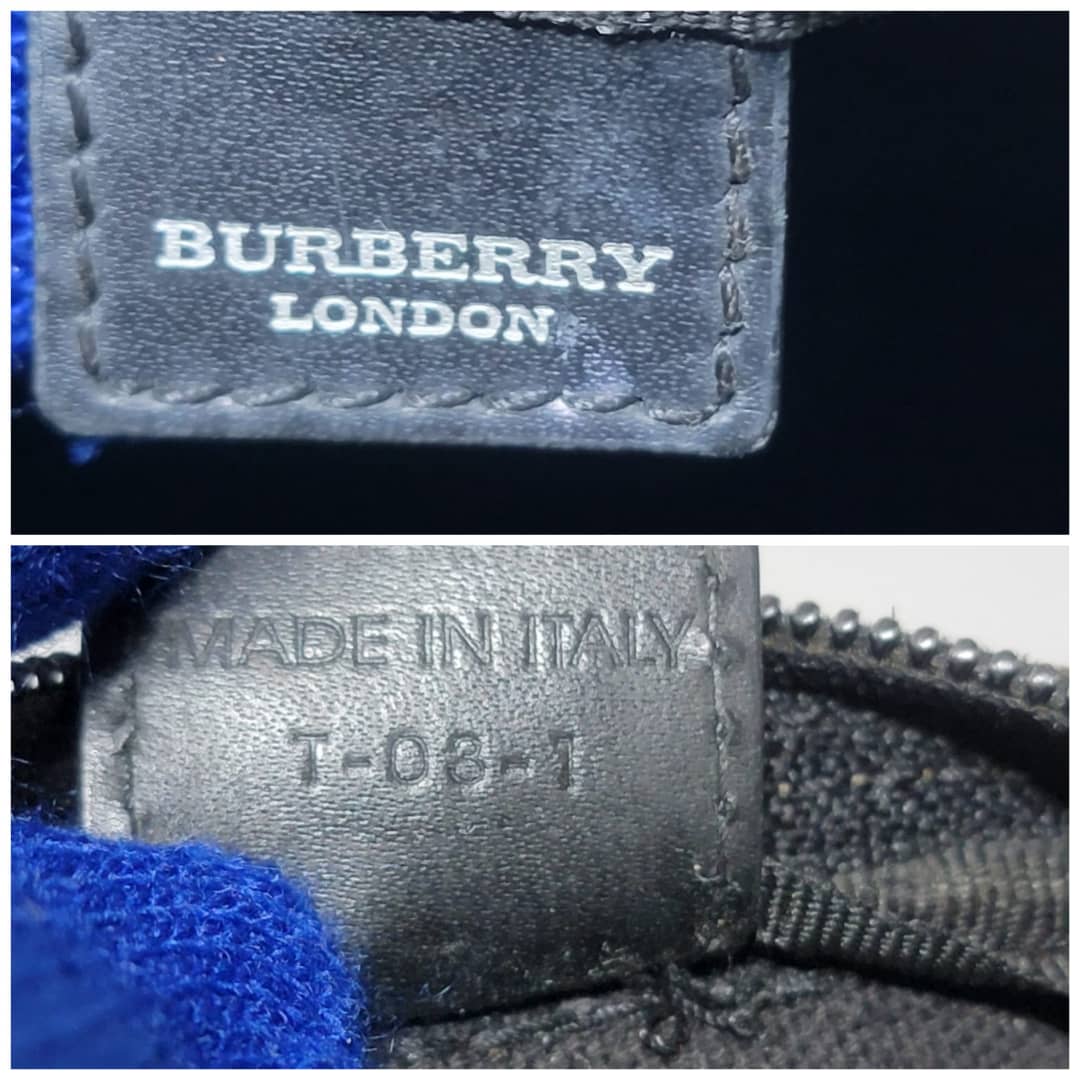 BURBERRY
LONDON
MADE IN ITALY
T-03-1